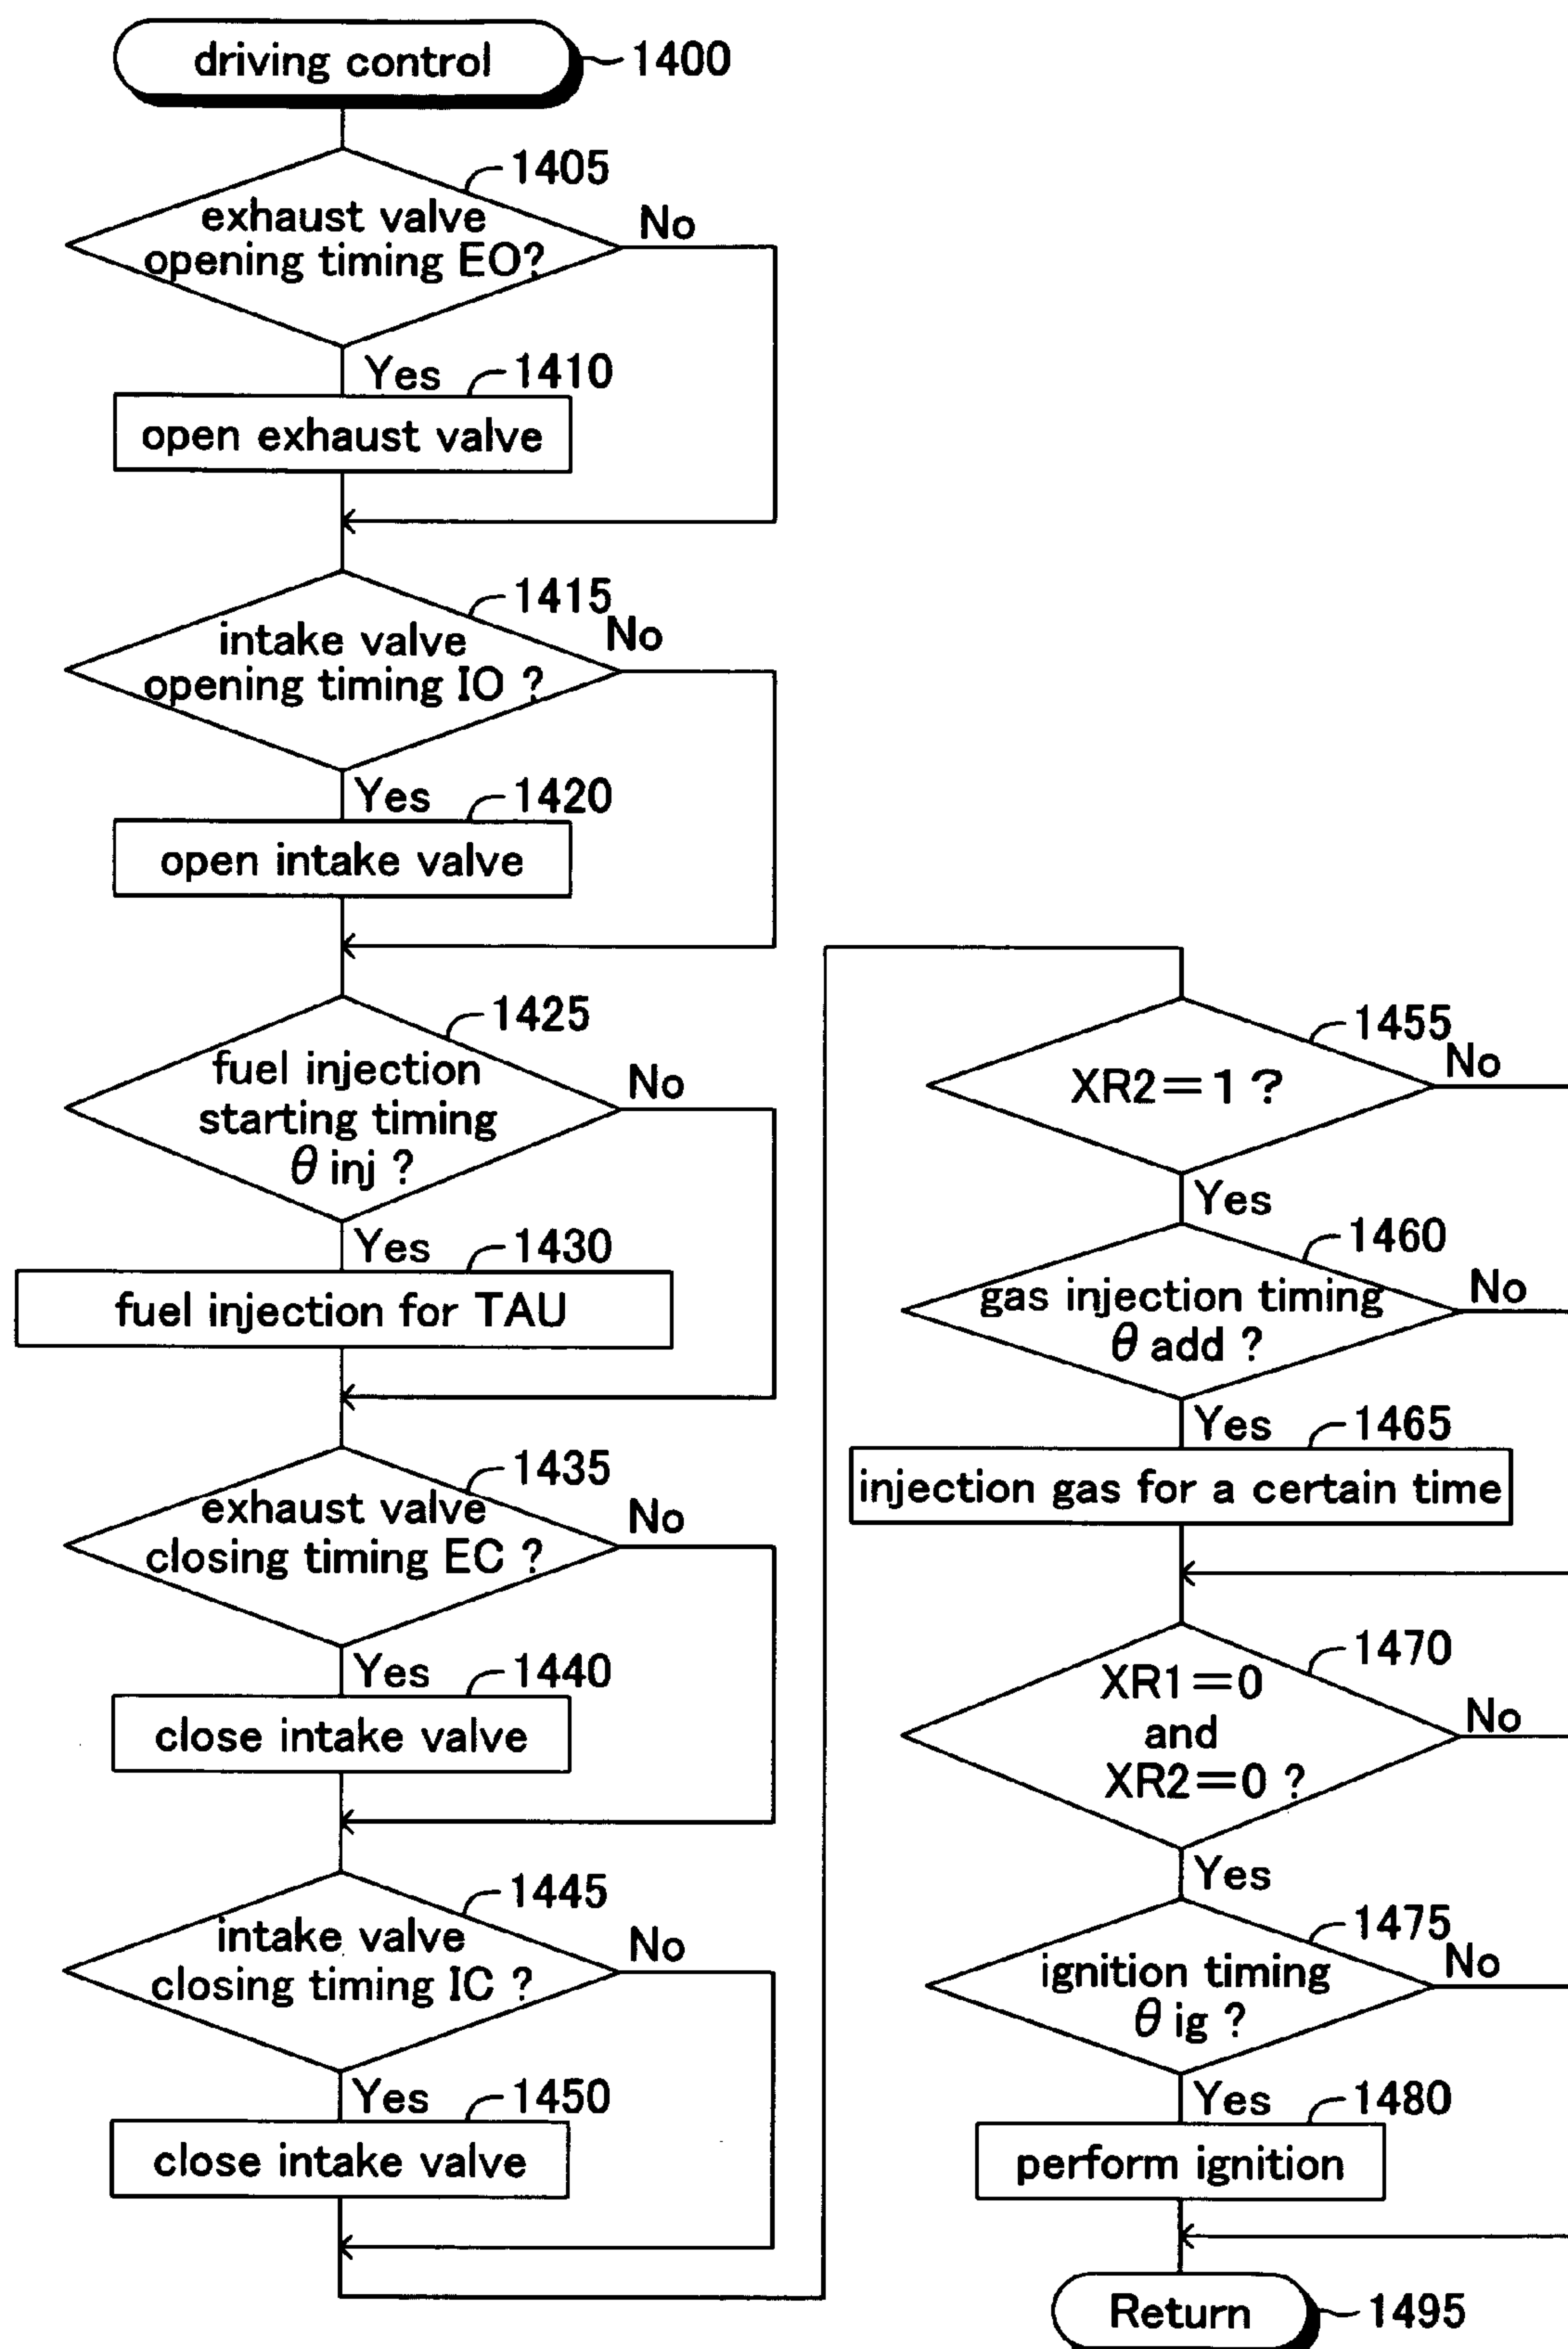 driving control
1400
1405
exhaust valve
opening timing EO?
No
Yes
1410
open exhaust valve
1415
intake valve
opening timing IO ?
No
Yes
1420
open intake valve
1425
fuel injection
starting timing
θ inj ?
No
Yes
1430
fuel injection for TAU
1435
exhaust valve
closing timing EC ?
No
Yes
1440
close intake valve
1445
intake valve
closing timing IC ?
No
Yes
1450
close intake valve
1455
XR2=1 ?
No
Yes
1460
gas injection timing
θ add ?
No
Yes
1465
injection gas for a certain time
1470
XR1=0
and
XR2=0 ?
No
Yes
1475
ignition timing
θ ig ?
No
Yes
1480
perform ignition
Return
1495